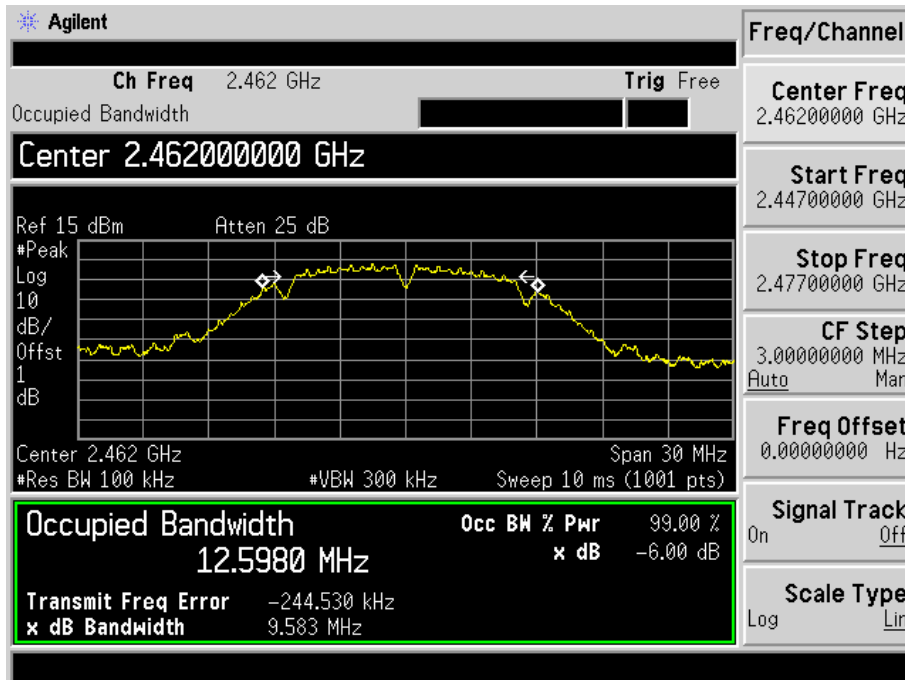 Agilent
Ch Freq 2.462 GHz Trig Free
Occupied Bandwidth
Center 2.462000000 GHz
Ref 15 dBm Atten 25 dB
#Peak
Log
10
dB/
Offst
1
dB
Center 2.462 GHz Span 30 MHz
#Res BW 100 kHz #VBW 300 kHz Sweep 10 ms (1001 pts)
Occupied Bandwidth Occ BW % Pwr 99.00 %
12.5980 MHz x dB -6.00 dB
Transmit Freq Error -244.530 kHz
x dB Bandwidth 9.583 MHz
Freq/Channel
Center Freq
2.46200000 GHz
Start Freq
2.44700000 GHz
Stop Freq
2.47700000 GHz
CF Step
3.00000000 MHz
Auto Man
Freq Offset
0.00000000 Hz
Signal Track
On Off
Scale Type
Log Lin